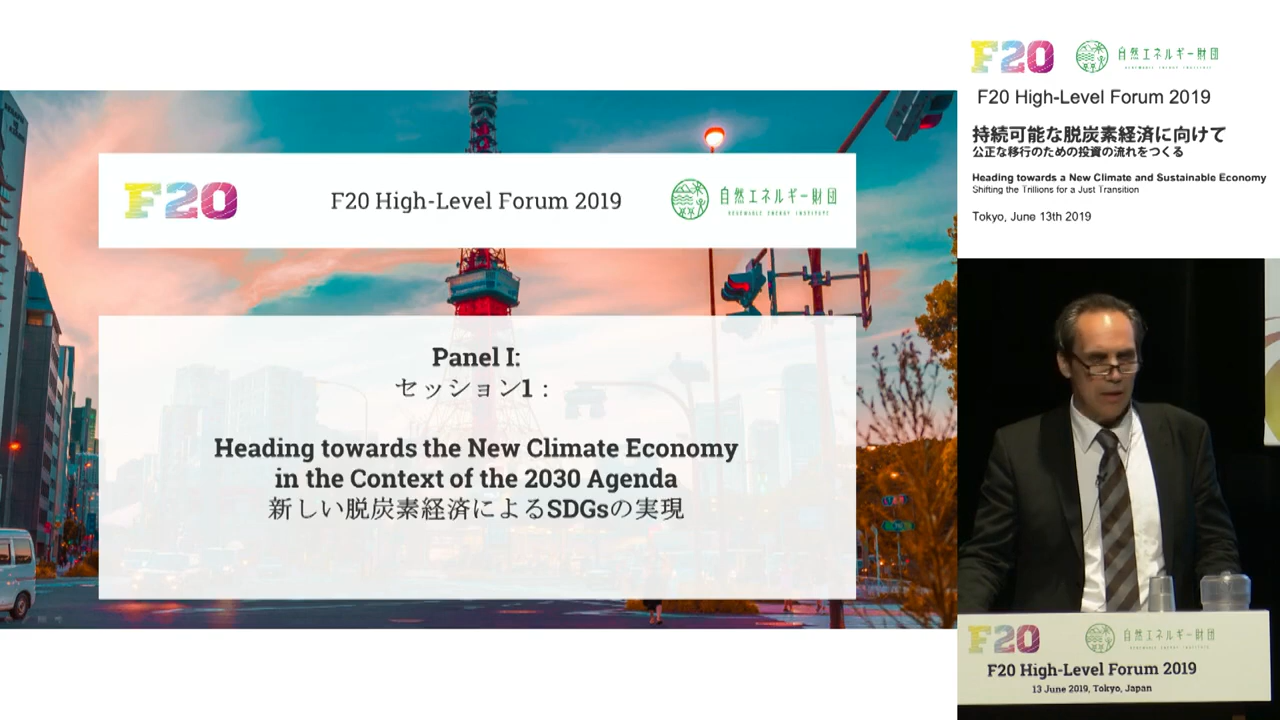 F20 High-Level Forum 2019
F20
自然エネルギー財団
RENEWABLE ENERGY INSTITUTE
Panel I:
セッション1：
Heading towards the New Climate Economy
in the Context of the 2030 Agenda
新しい脱炭素経済によるSDGsの実現
F20
自然エネルギー財団
RENEWABLE ENERGY INSTITUTE
F20 High-Level Forum 2019
持続可能な脱炭素経済に向けて
公正な移行のための投資の流れをつくる
Heading towards a New Climate and Sustainable Economy
Shifting the Trillions for a Just Transition
Tokyo, June 13th 2019
F20
自然エネルギー財団
F20 High-Level Forum 2019
13 June 2019, Tokyo, Japan